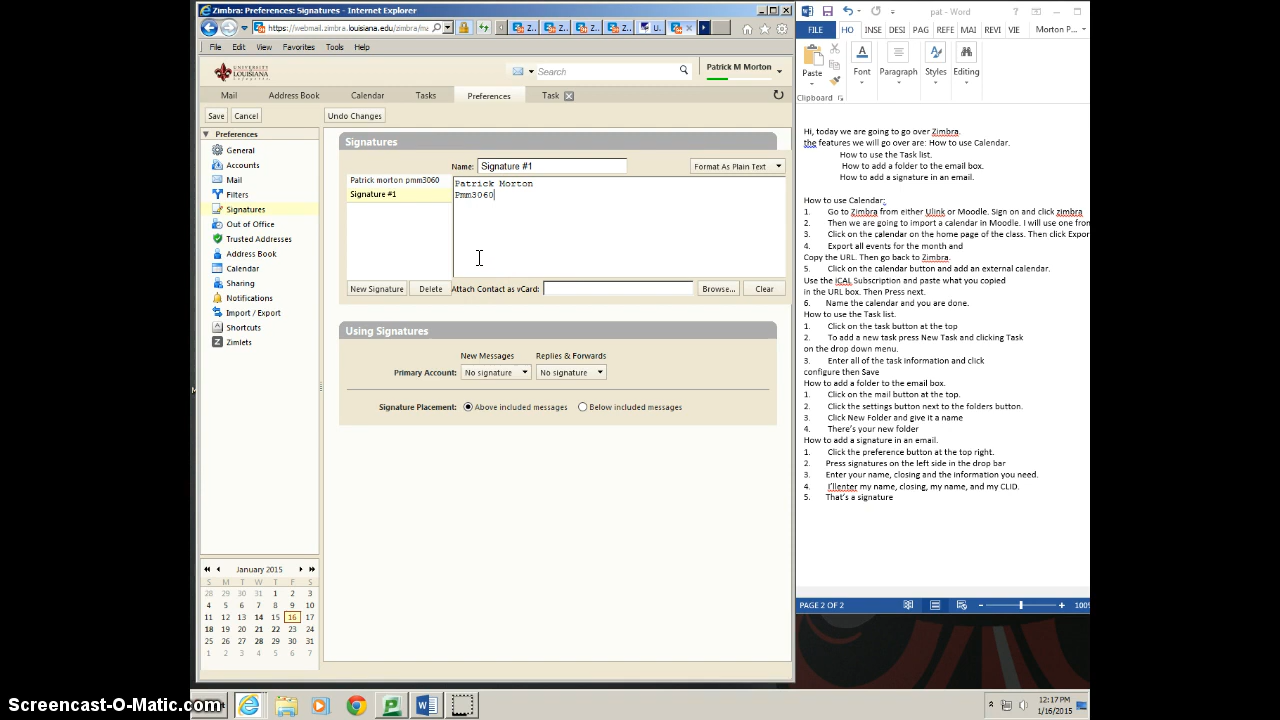 Zimbra: Preferences: Signatures - Internet Explorer
https://webmail.zimbra.louisiana.edu/zimbra/ma
Z...
Z...
Z...
Z...
U.
Z...
File Edit View Favorites Tools Help
UNIVERSITY
LOUISIANA
Search
Patrick M Morton
Mail Address Book Calendar Tasks Preferences Task
Save Cancel Undo Changes
Preferences
General
Accounts
Mail
Filters
Signatures
Out of Office
Trusted Addresses
Address Book
Calendar
Sharing
Notifications
Import / Export
Shortcuts
Zimlets
January 2015
S M T W T F S
28 29 30 31 1 2 3
4 5 6 7 8 9 10
11 12 13 14 15 16 17
18 19 20 21 22 23 24
25 26 27 28 29 30 31
1 2 3 4 5 6 7
Signatures
Name: Signature #1
Format As Plain Text
Patrick morton pmm3060
Signature #1
Patrick Morton
Pmm3060
New Signature Delete Attach Contact as vCard: Browse... Clear
Using Signatures
New Messages Replies & Forwards
Primary Account: No signature No signature
Signature Placement: Above included messages Below included messages
pat - Word
FILE HO INSE DESI PAG REFE MAI REVI VIE Morton P...
Paste Font Paragraph Styles Editing
Clipboard
Hi, today we are going to go over Zimbra.
the features we will go over are: How to use Calendar.
How to use the Task list.
How to add a folder to the email box.
How to add a signature in an email.
How to use Calendar:
1. Go to Zimbra from either Ulink or Moodle. Sign on and click zimbra
2. Then we are going to import a calendar in Moodle. I will use one from
3. Click on the calendar on the home page of the class. Then click Expor
4. Export all events for the month and
Copy the URL. Then go back to Zimbra.
5. Click on the calendar button and add an external calendar.
Use the iCAL Subscription and paste what you copied
in the URL box. Then Press next.
6. Name the calendar and you are done.
How to use the Task list.
1. Click on the task button at the top
2. To add a new task press New Task and clicking Task
on the drop down menu.
3. Enter all of the task information and click
configure then Save
How to add a folder to the email box.
1. Click on the mail button at the top.
2. Click the settings button next to the folders button.
3. Click New Folder and give it a name
4. There's your new folder
How to add a signature in an email.
1. Click the preference button at the top right.
2. Press signatures on the left side in the drop bar
3. Enter your name, closing and the information you need.
4. I'llenter my name, closing, my name, and my CLID.
5. That's a signature
PAGE 2 OF 2
100%
Screencast-O-Matic.com
12:17 PM
1/16/2015